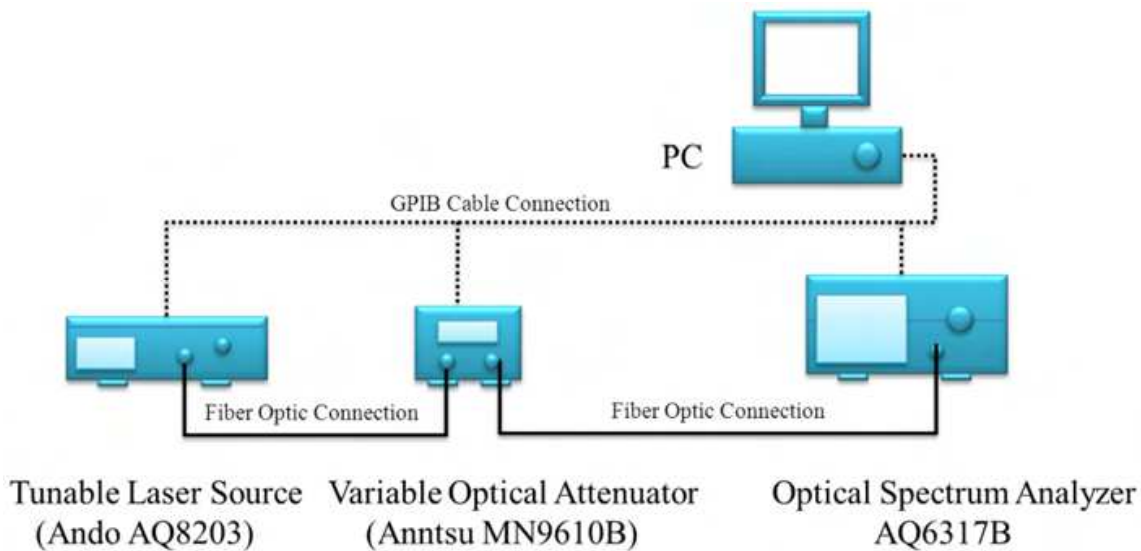 PC
GPIB Cable Connection
Fiber Optic Connection
Fiber Optic Connection
Tunable Laser Source
(Ando AQ8203)
Variable Optical Attenuator
(Anntsu MN9610B)
Optical Spectrum Analyzer
AQ6317B